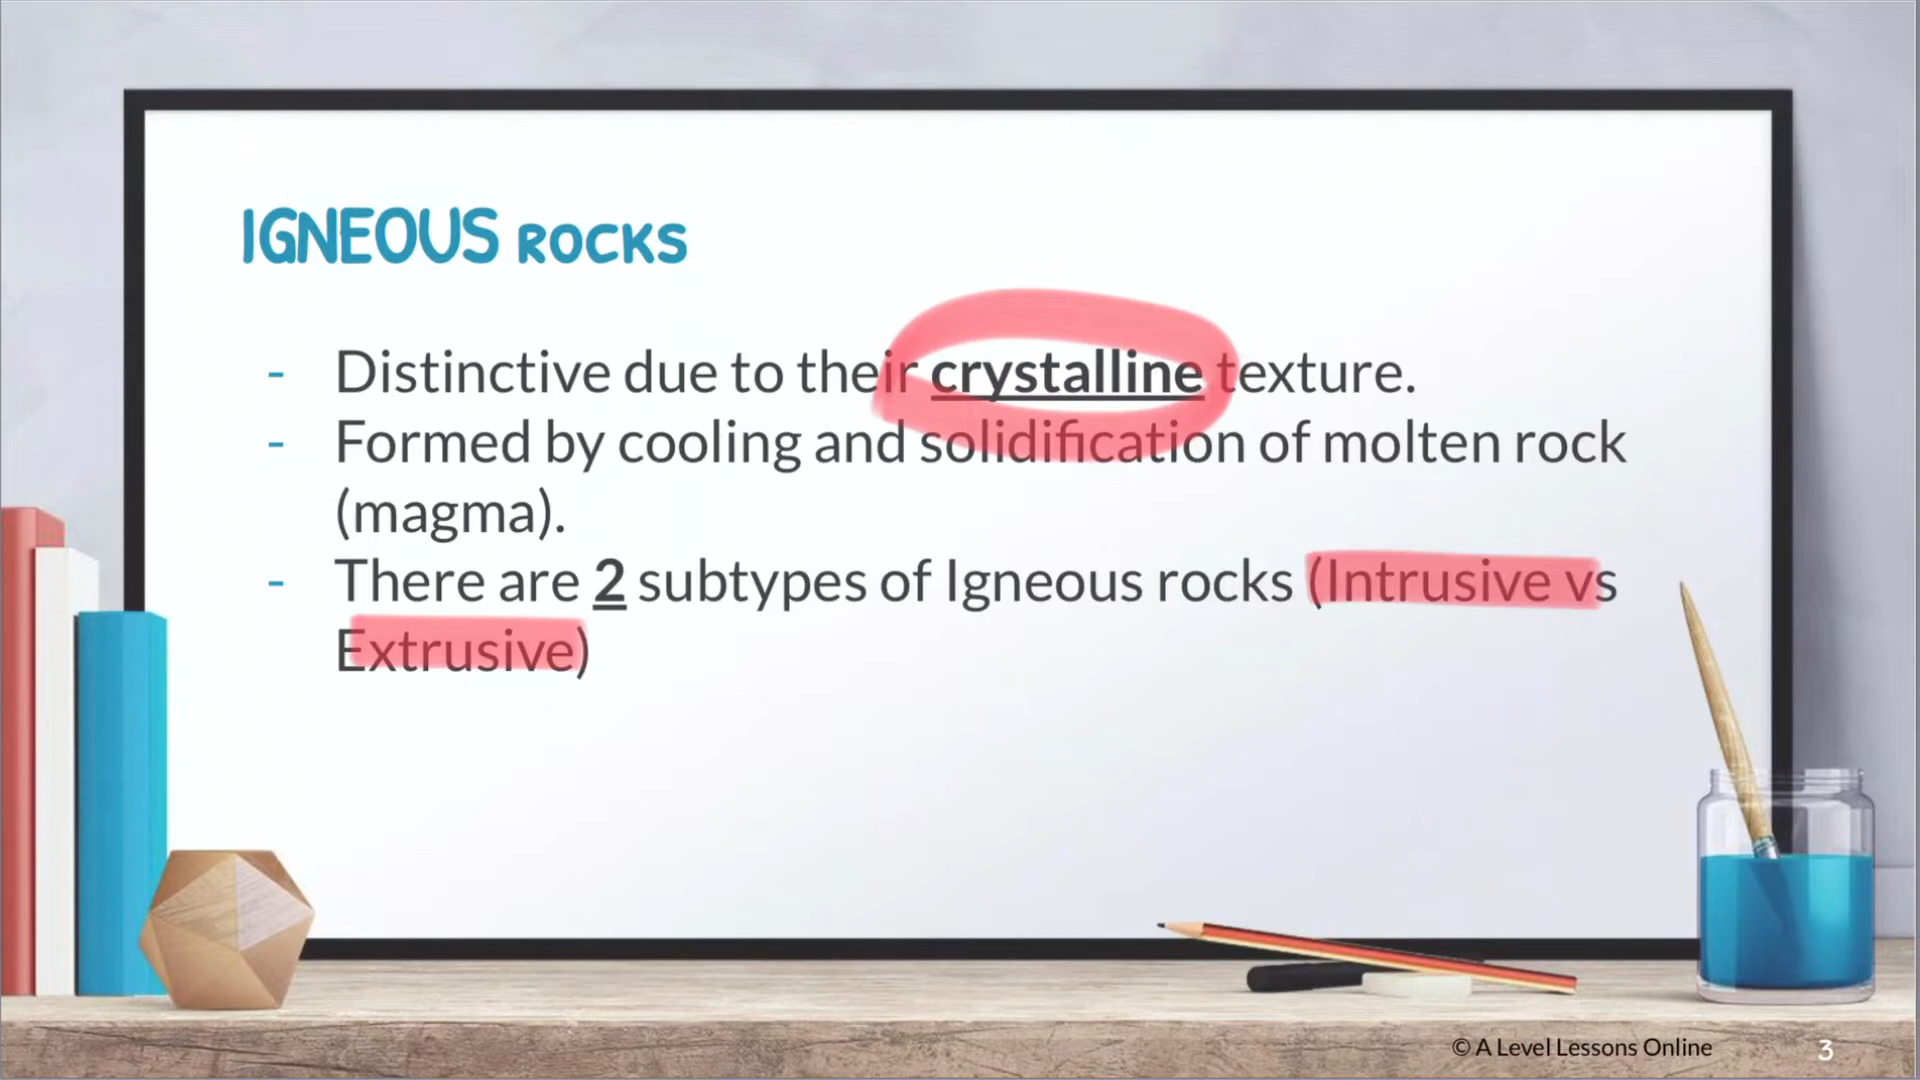 IGNEOUS ROCKS
- Distinctive due to their crystalline texture.
- Formed by cooling and solidification of molten rock
(magma).
- There are 2 subtypes of Igneous rocks (Intrusive vs
Extrusive)
© A Level Lessons Online
3